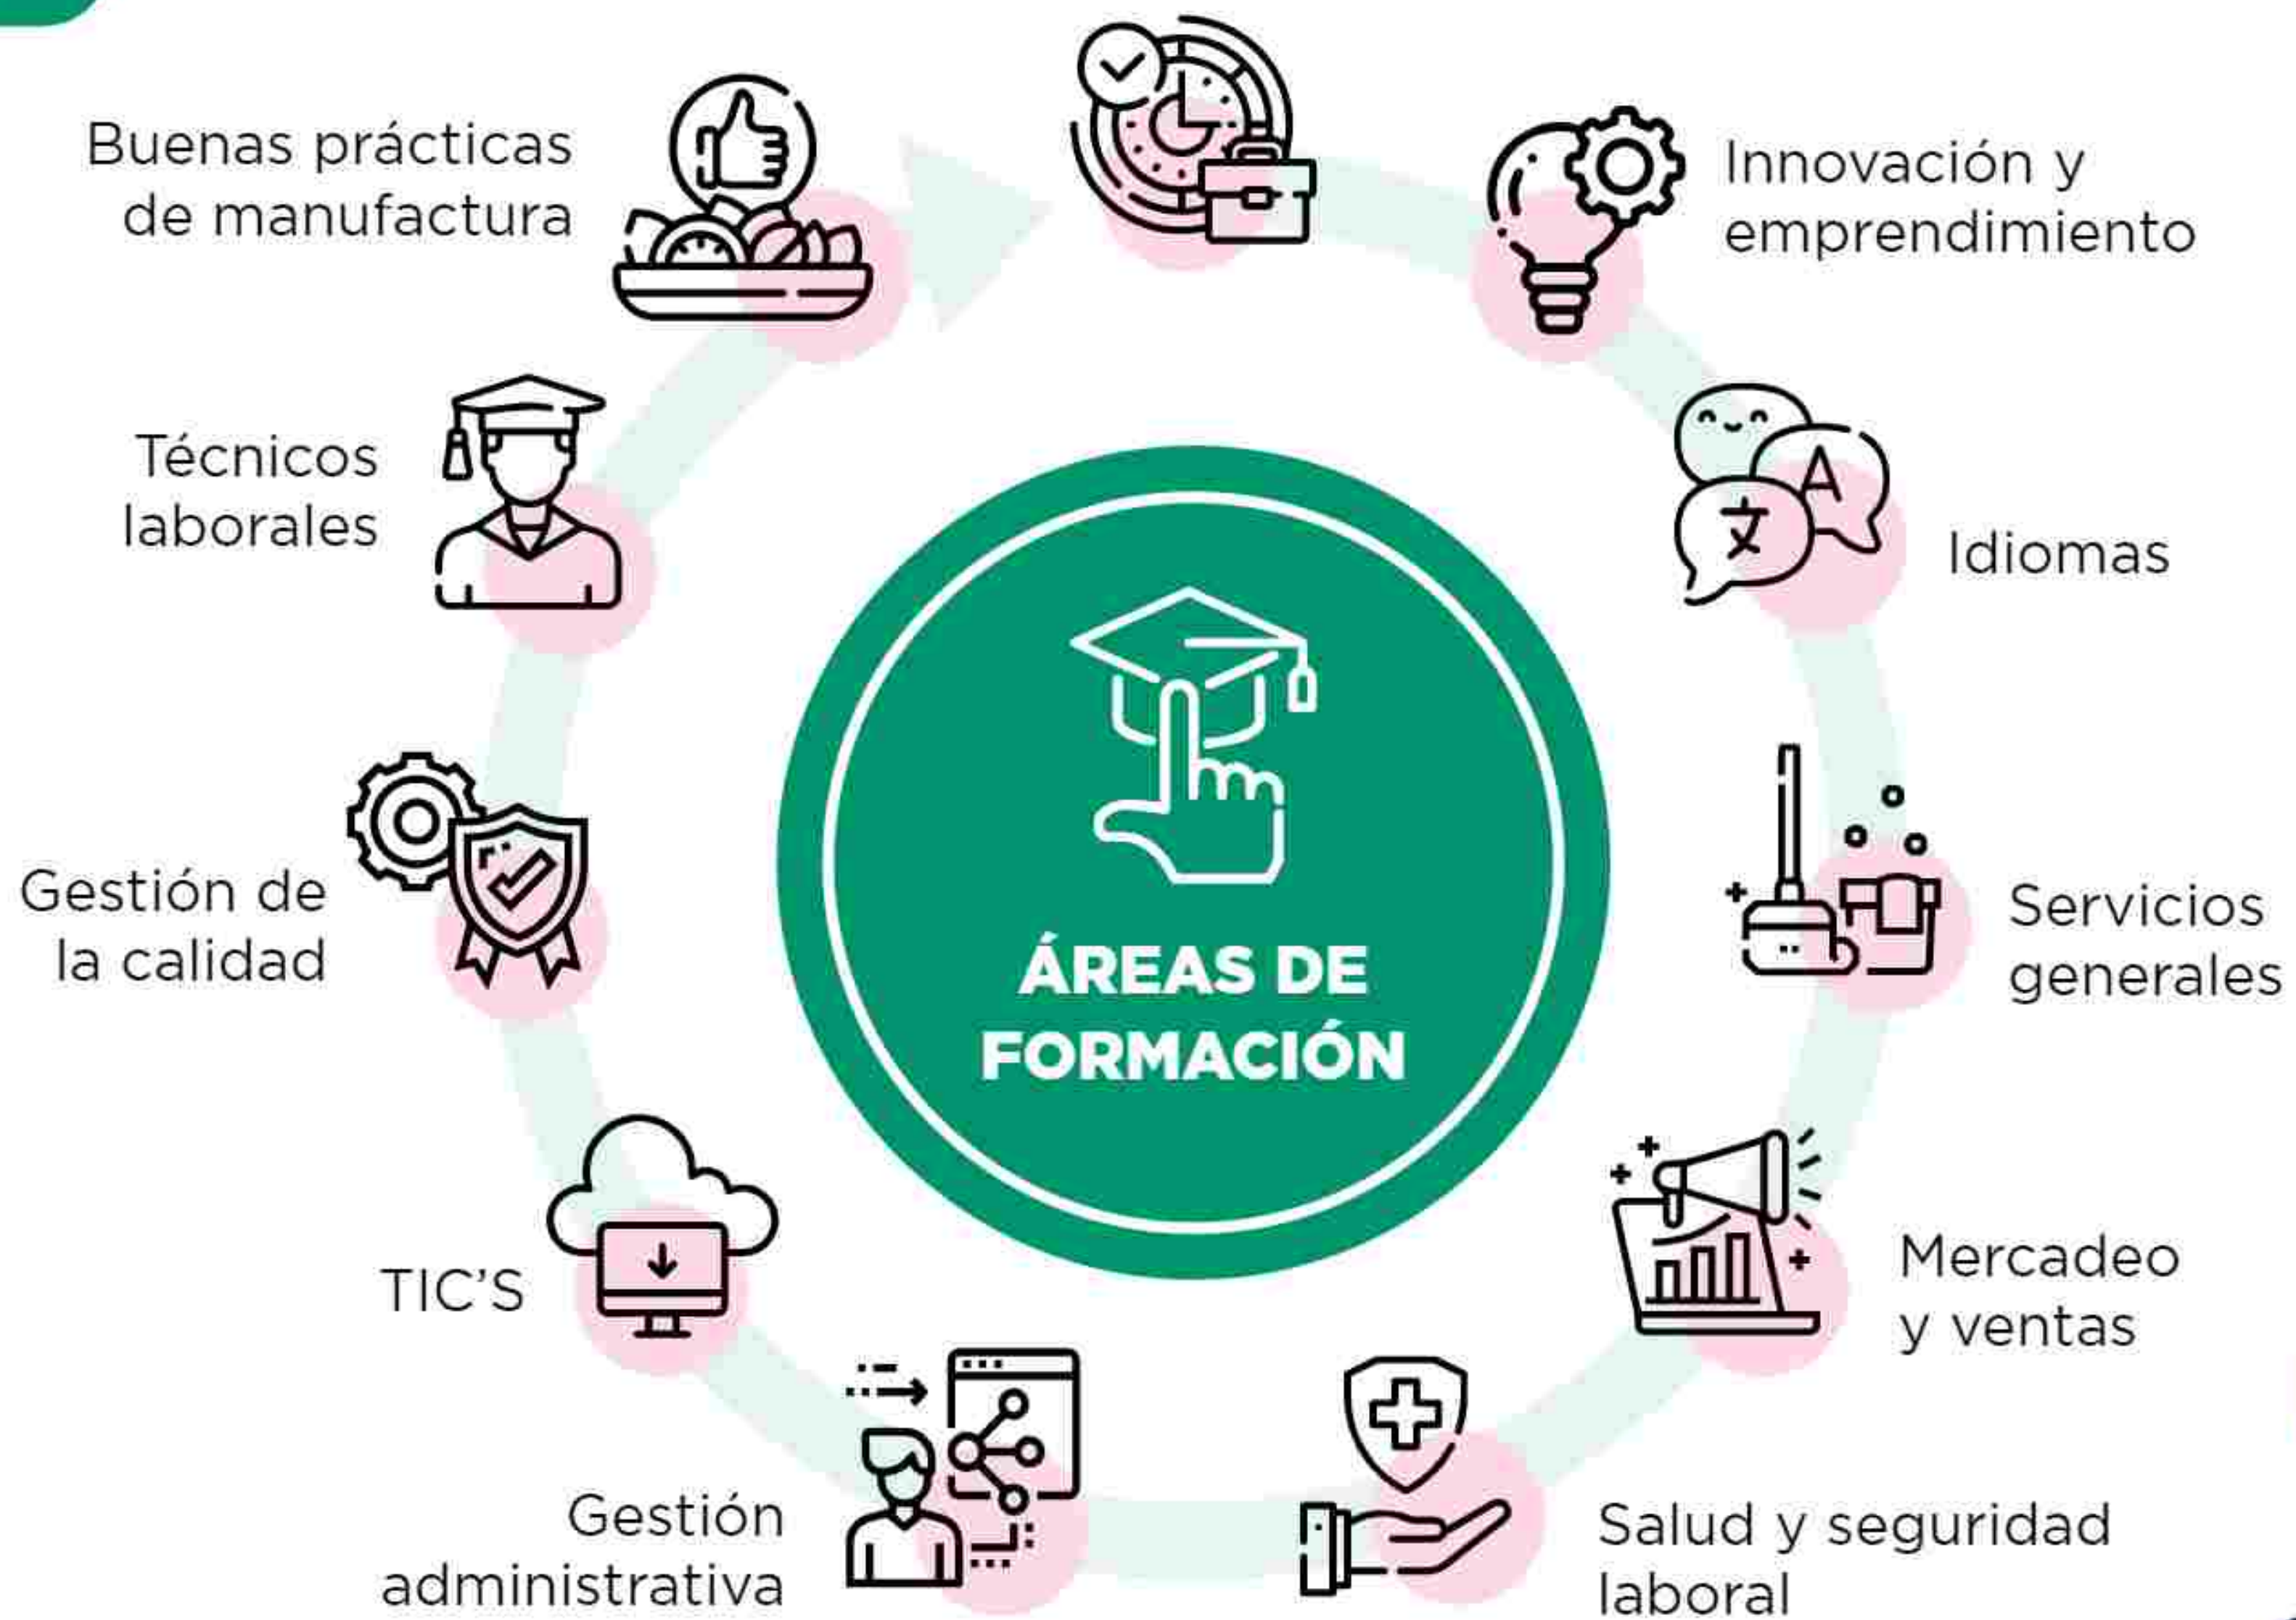 Buenas prácticas
de manufactura
Innovación y
emprendimiento
Técnicos
laborales
Idiomas
Gestión de
la calidad
Servicios
generales
ÁREAS DE
FORMACIÓN
TIC'S
Mercadeo
y ventas
Gestión
administrativa
Salud y seguridad
laboral
A
文